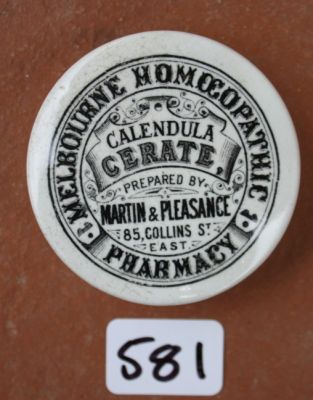 MELBOURNE HOMŒOPATHIC PHARMACY
CALENDULA
CERATE,
PREPARED BY
MARTIN & PLEASANCE
85, COLLINS ST
EAST.
581